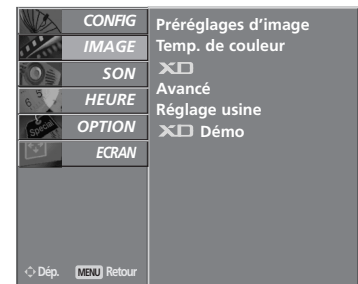 CONFIG
IMAGE
SON
HEURE
OPTION
ECRAN
Dép. MENU Retour
Préréglages d'image
Temp. de couleur
XD
Avancé
Réglage usine
XD Démo